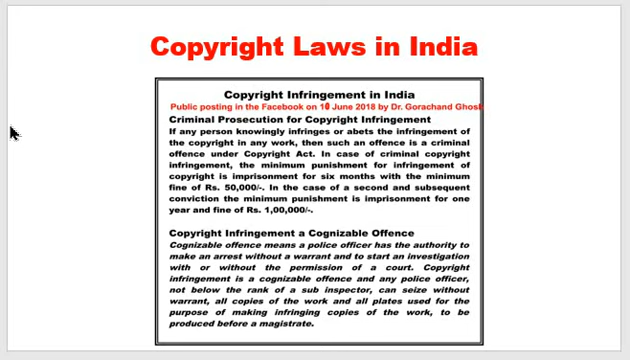 Copyright Laws in India
Copyright Infringement in India
Public posting in the Facebook on 10 June 2018 by Dr. Gorachand Ghosh
Criminal Prosecution for Copyright Infringement
If any person knowingly infringes or abets the infringement of
the copyright in any work, then such an offence is a criminal
offence under Copyright Act. In case of criminal copyright
infringement, the minimum punishment for infringement of
copyright is imprisonment for six months with the minimum
fine of Rs. 50,000/-. In the case of a second and subsequent
conviction the minimum punishment is imprisonment for one
year and fine of Rs. 1,00,000/-.
Copyright Infringement a Cognizable Offence
Cognizable offence means a police officer has the authority to
make an arrest without a warrant and to start an investigation
with or without the permission of a court. Copyright
infringement is a cognizable offence and any police officer,
not below the rank of a sub inspector, can seize without
warrant, all copies of the work and all plates used for the
purpose of making infringing copies of the work, to be
produced before a magistrate.